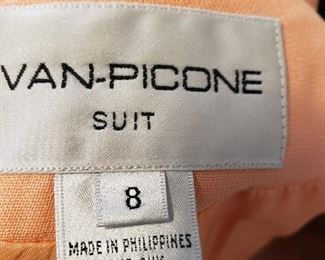 VAN-PICONE
SUIT
8
MADE IN PHILIPPINES